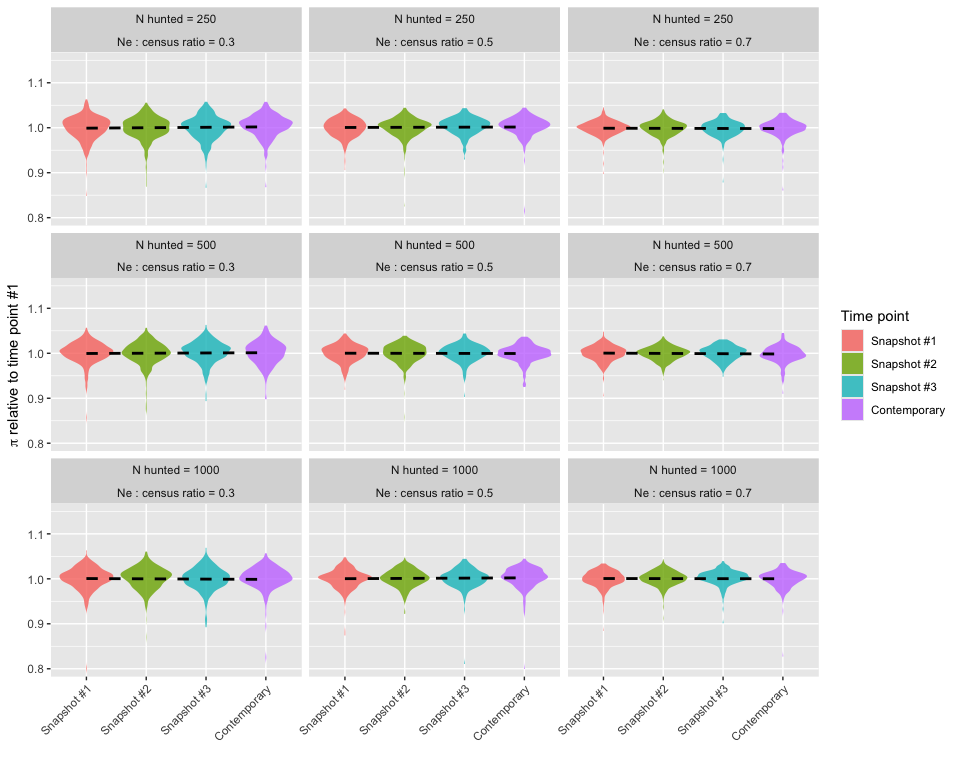 N hunted = 250
Ne : census ratio = 0.3
N hunted = 250
Ne : census ratio = 0.5
N hunted = 250
Ne : census ratio = 0.7
1.1
1.0
0.9
0.8
N hunted = 500
Ne : census ratio = 0.3
N hunted = 500
Ne : census ratio = 0.5
N hunted = 500
Ne : census ratio = 0.7
1.1
1.0
0.9
0.8
π relative to time point #1
N hunted = 1000
Ne : census ratio = 0.3
N hunted = 1000
Ne : census ratio = 0.5
N hunted = 1000
Ne : census ratio = 0.7
1.1
1.0
0.9
0.8
Snapshot #1
Snapshot #2
Snapshot #3
Contemporary
Snapshot #1
Snapshot #2
Snapshot #3
Contemporary
Snapshot #1
Snapshot #2
Snapshot #3
Contemporary
Time point
Snapshot #1
Snapshot #2
Snapshot #3
Contemporary